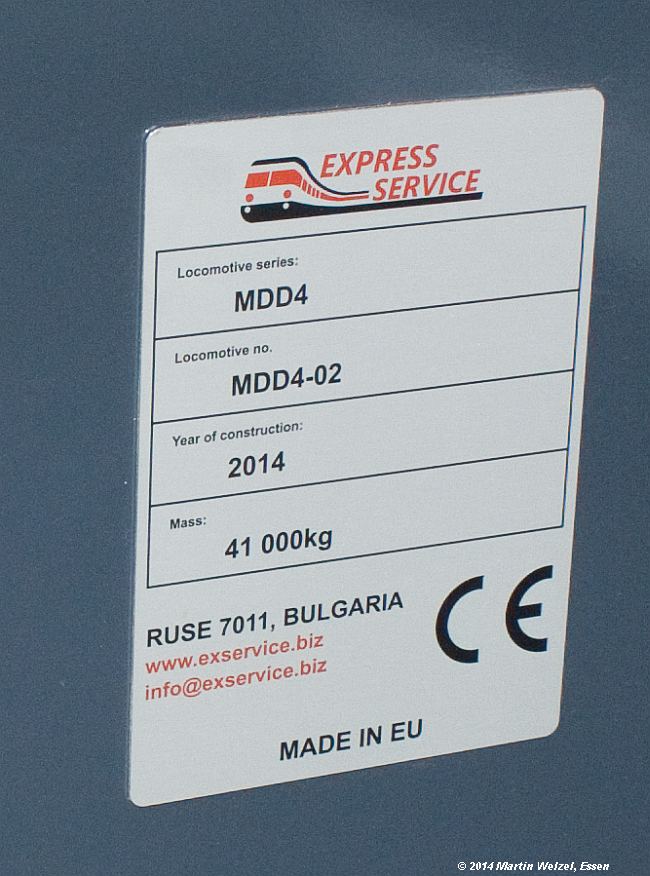 EXPRESS
SERVICE
Locomotive series:
MDD4
Locomotive no.
MDD4-02
Year of construction:
2014
Mass:
41 000kg
RUSE 7011, BULGARIA
www.exservice.biz
info@exservice.biz
CE
MADE IN EU
© 2014 Martin Welzel, Essen